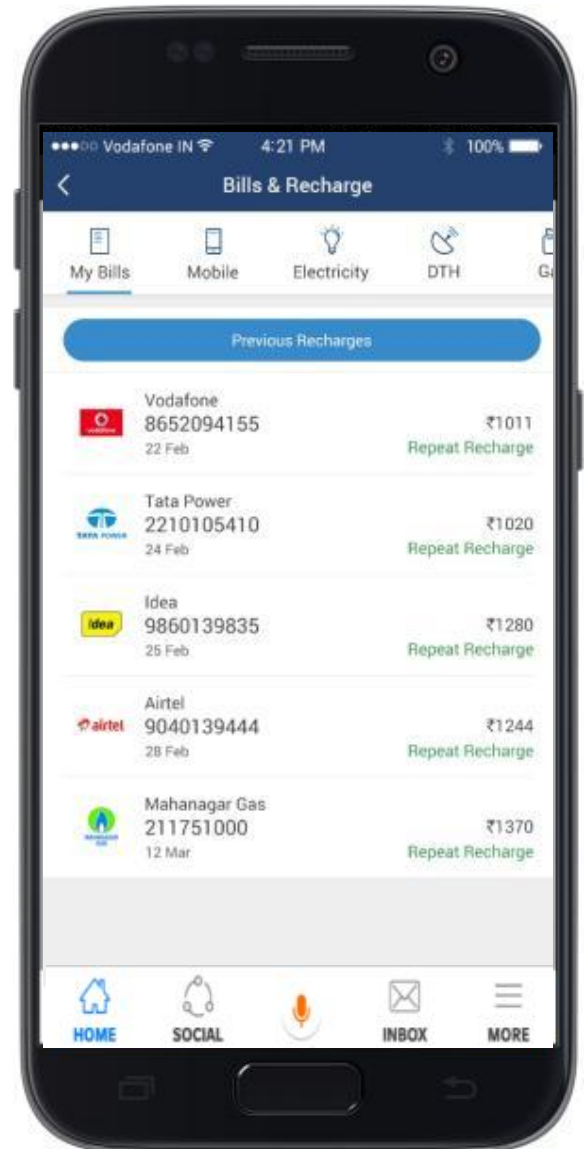 Vodafone IN 4:21 PM 100%
Bills & Recharge
My Bills Mobile Electricity DTH
Previous Recharges
Vodafone
8652094155
₹1011
22 Feb
Repeat Recharge
Tata Power
TATA POWER
2210105410
₹1020
24 Feb
Repeat Recharge
Idea
idea
9860139835
₹1280
25 Feb
Repeat Recharge
Airtel
airtel
9040139444
₹1244
28 Feb
Repeat Recharge
Mahanagar Gas
211751000
₹1370
12 Mar
Repeat Recharge
HOME SOCIAL INBOX MORE